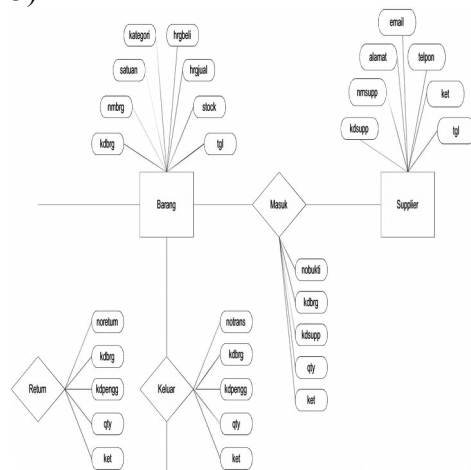 email
kategori hrgbeli
alamat telpon
satuan hrgjual
nmsupp ket
nmbrg stock
kdsupp tgl
kdbrg tgl
Barang Masuk Supplier
nobukti
kdbrg
noreturn notrans
kdsupp
kdbrg kdbrg
qty
Return kdpengg Keluar kdpengg
ket
qty qty
ket ket